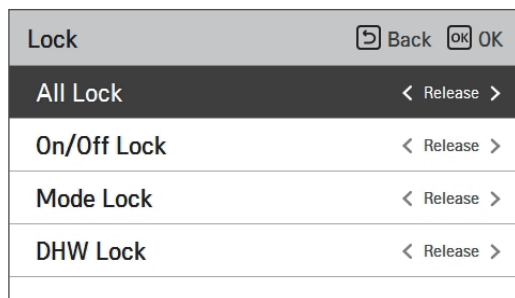 Lock Back OK OK
All Lock < Release >
On/Off Lock < Release >
Mode Lock < Release >
DHW Lock < Release >